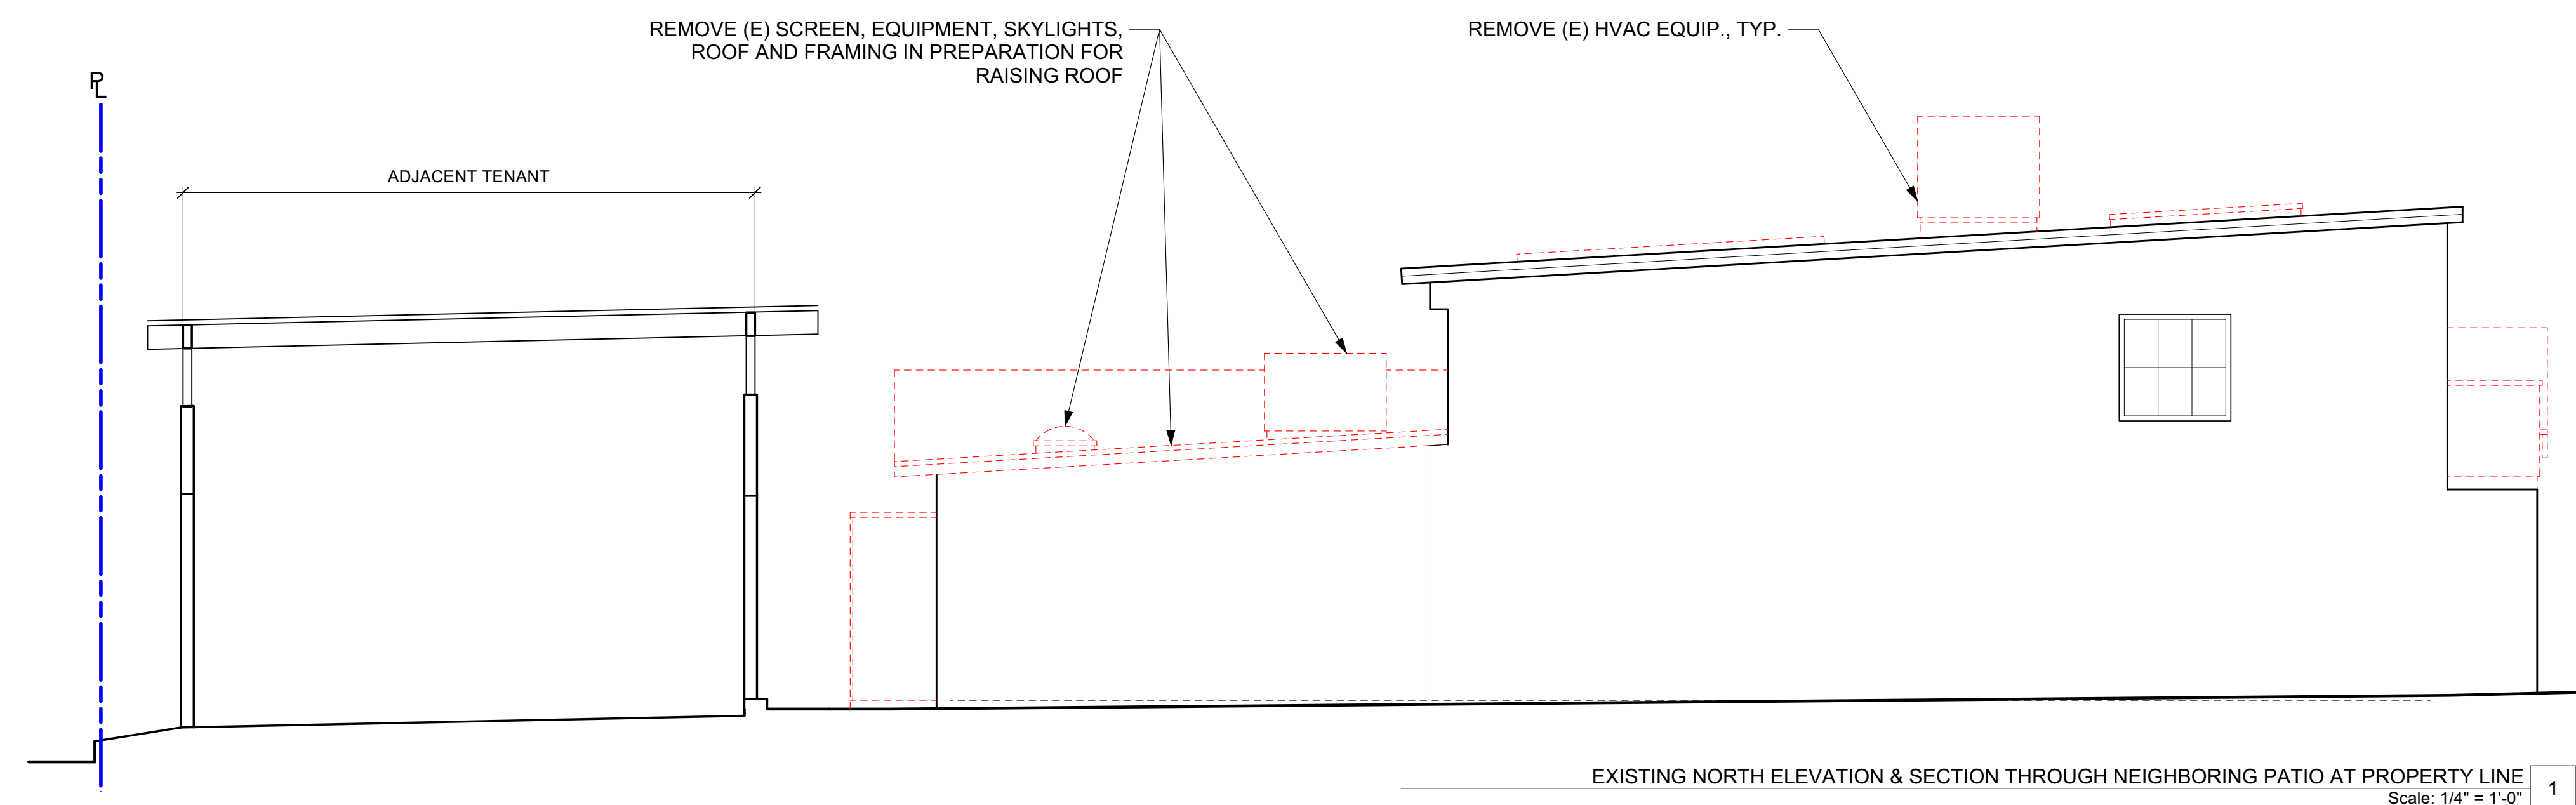 REMOVE (E) SCREEN, EQUIPMENT, SKYLIGHTS,
ROOF AND FRAMING IN PREPARATION FOR
RAISING ROOF
REMOVE (E) HVAC EQUIP., TYP.
PL
ADJACENT TENANT
EXISTING NORTH ELEVATION & SECTION THROUGH NEIGHBORING PATIO AT PROPERTY LINE
Scale: 1/4" = 1'-0"
1